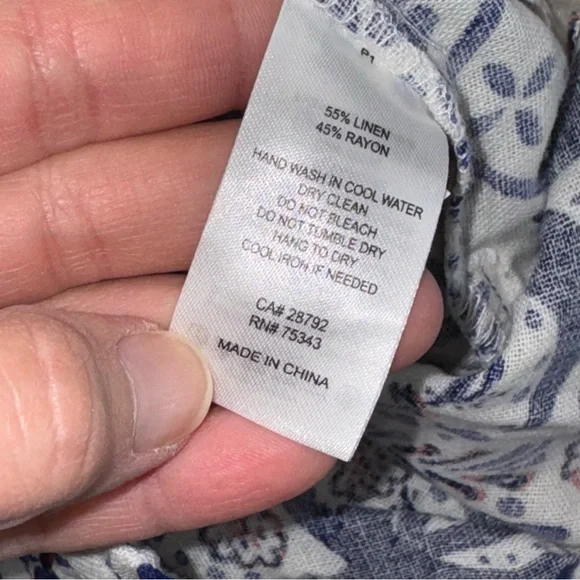 P1
55% LINEN
45% RAYON
HAND WASH IN COOL WATER
DRY CLEAN
DO NOT BLEACH
DO NOT TUMBLE DRY
HANG TO DRY
COOL IRON IF NEEDED
CA# 28792
RN# 75343
MADE IN CHINA